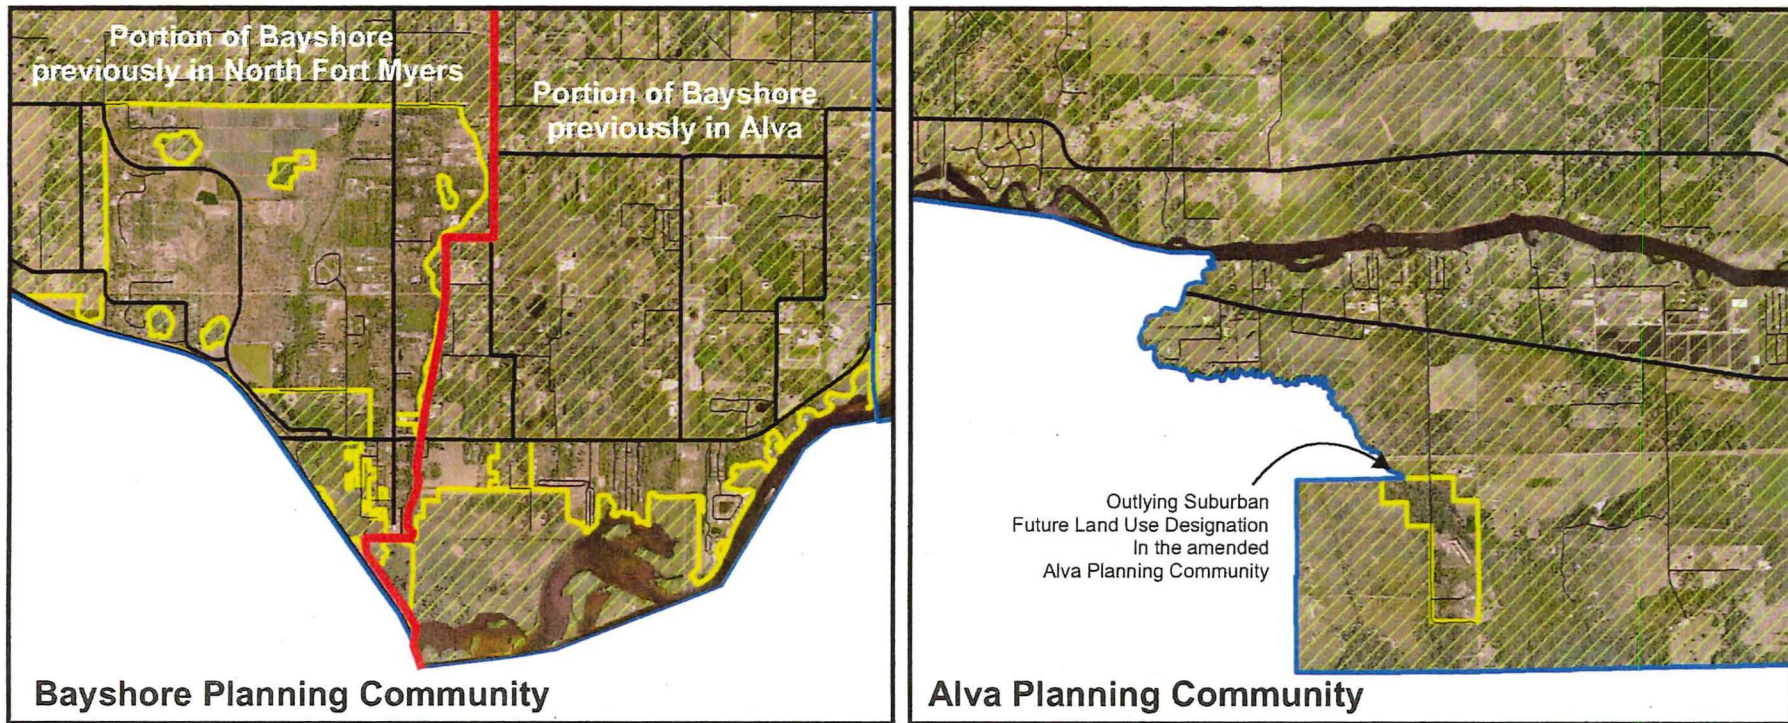 Portion of Bayshore
previously in North Fort Myers
Portion of Bayshore
previously in Alva
Bayshore Planning Community
Outlying Suburban
Future Land Use Designation
In the amended
Alva Planning Community
Alva Planning Community